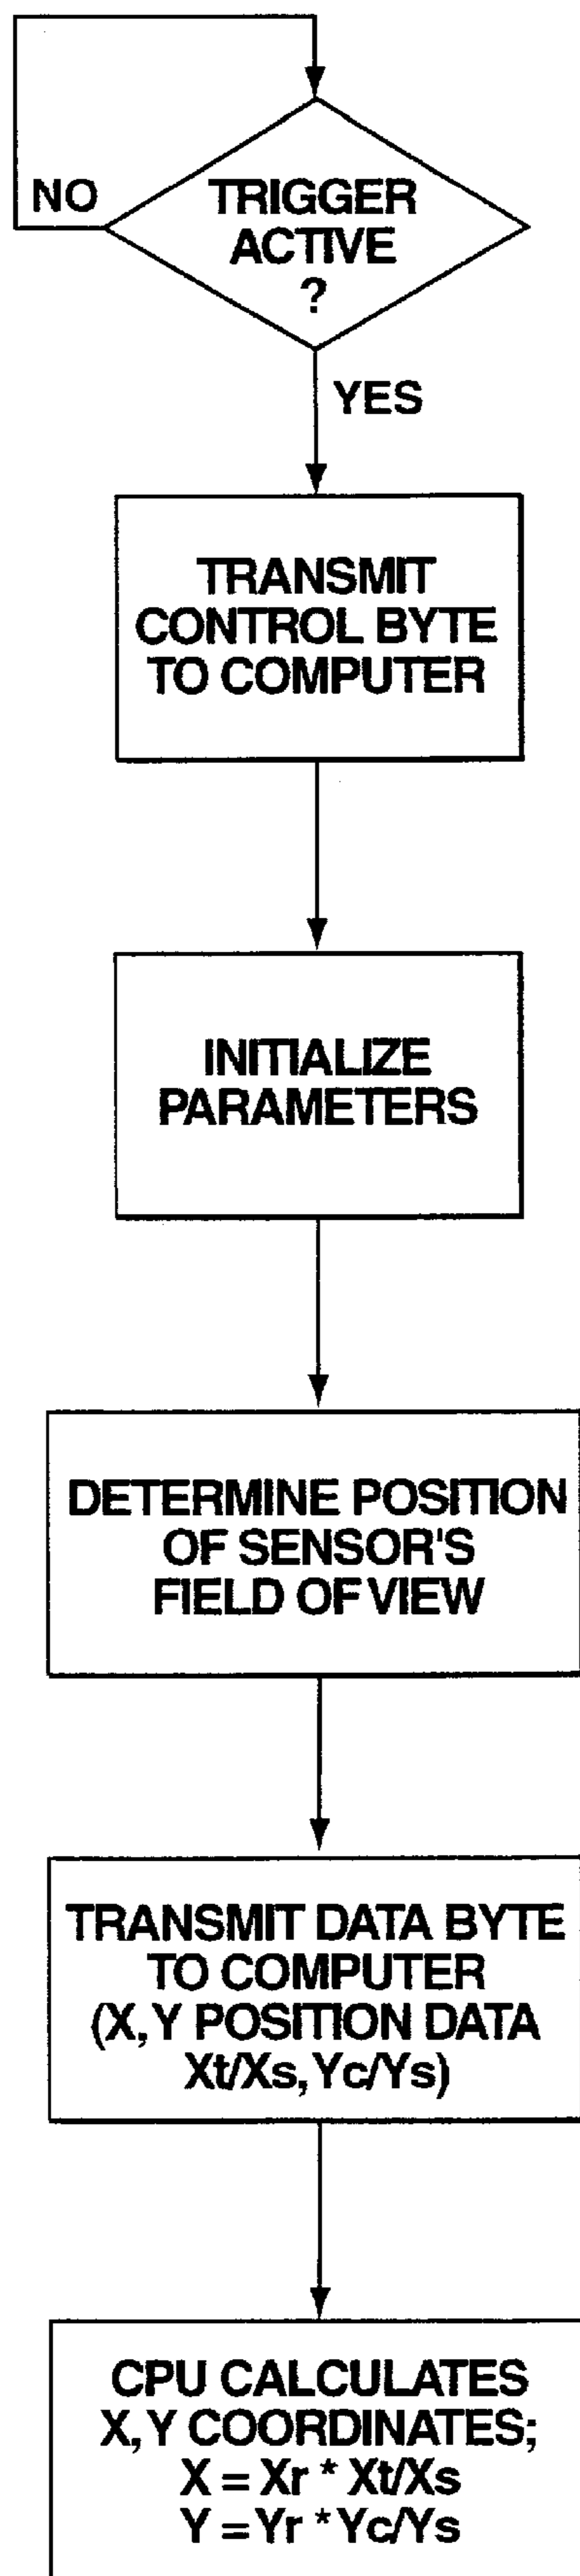 TRIGGER
ACTIVE
?
NO
YES
TRANSMIT
CONTROL BYTE
TO COMPUTER
INITIALIZE
PARAMETERS
DETERMINE POSITION
OF SENSOR'S
FIELD OF VIEW
TRANSMIT DATA BYTE
TO COMPUTER
(X, Y POSITION DATA
Xt/Xs, Yc/Ys)
CPU CALCULATES
X, Y COORDINATES;
X = Xr * Xt/Xs
Y = Yr * Yc/Ys